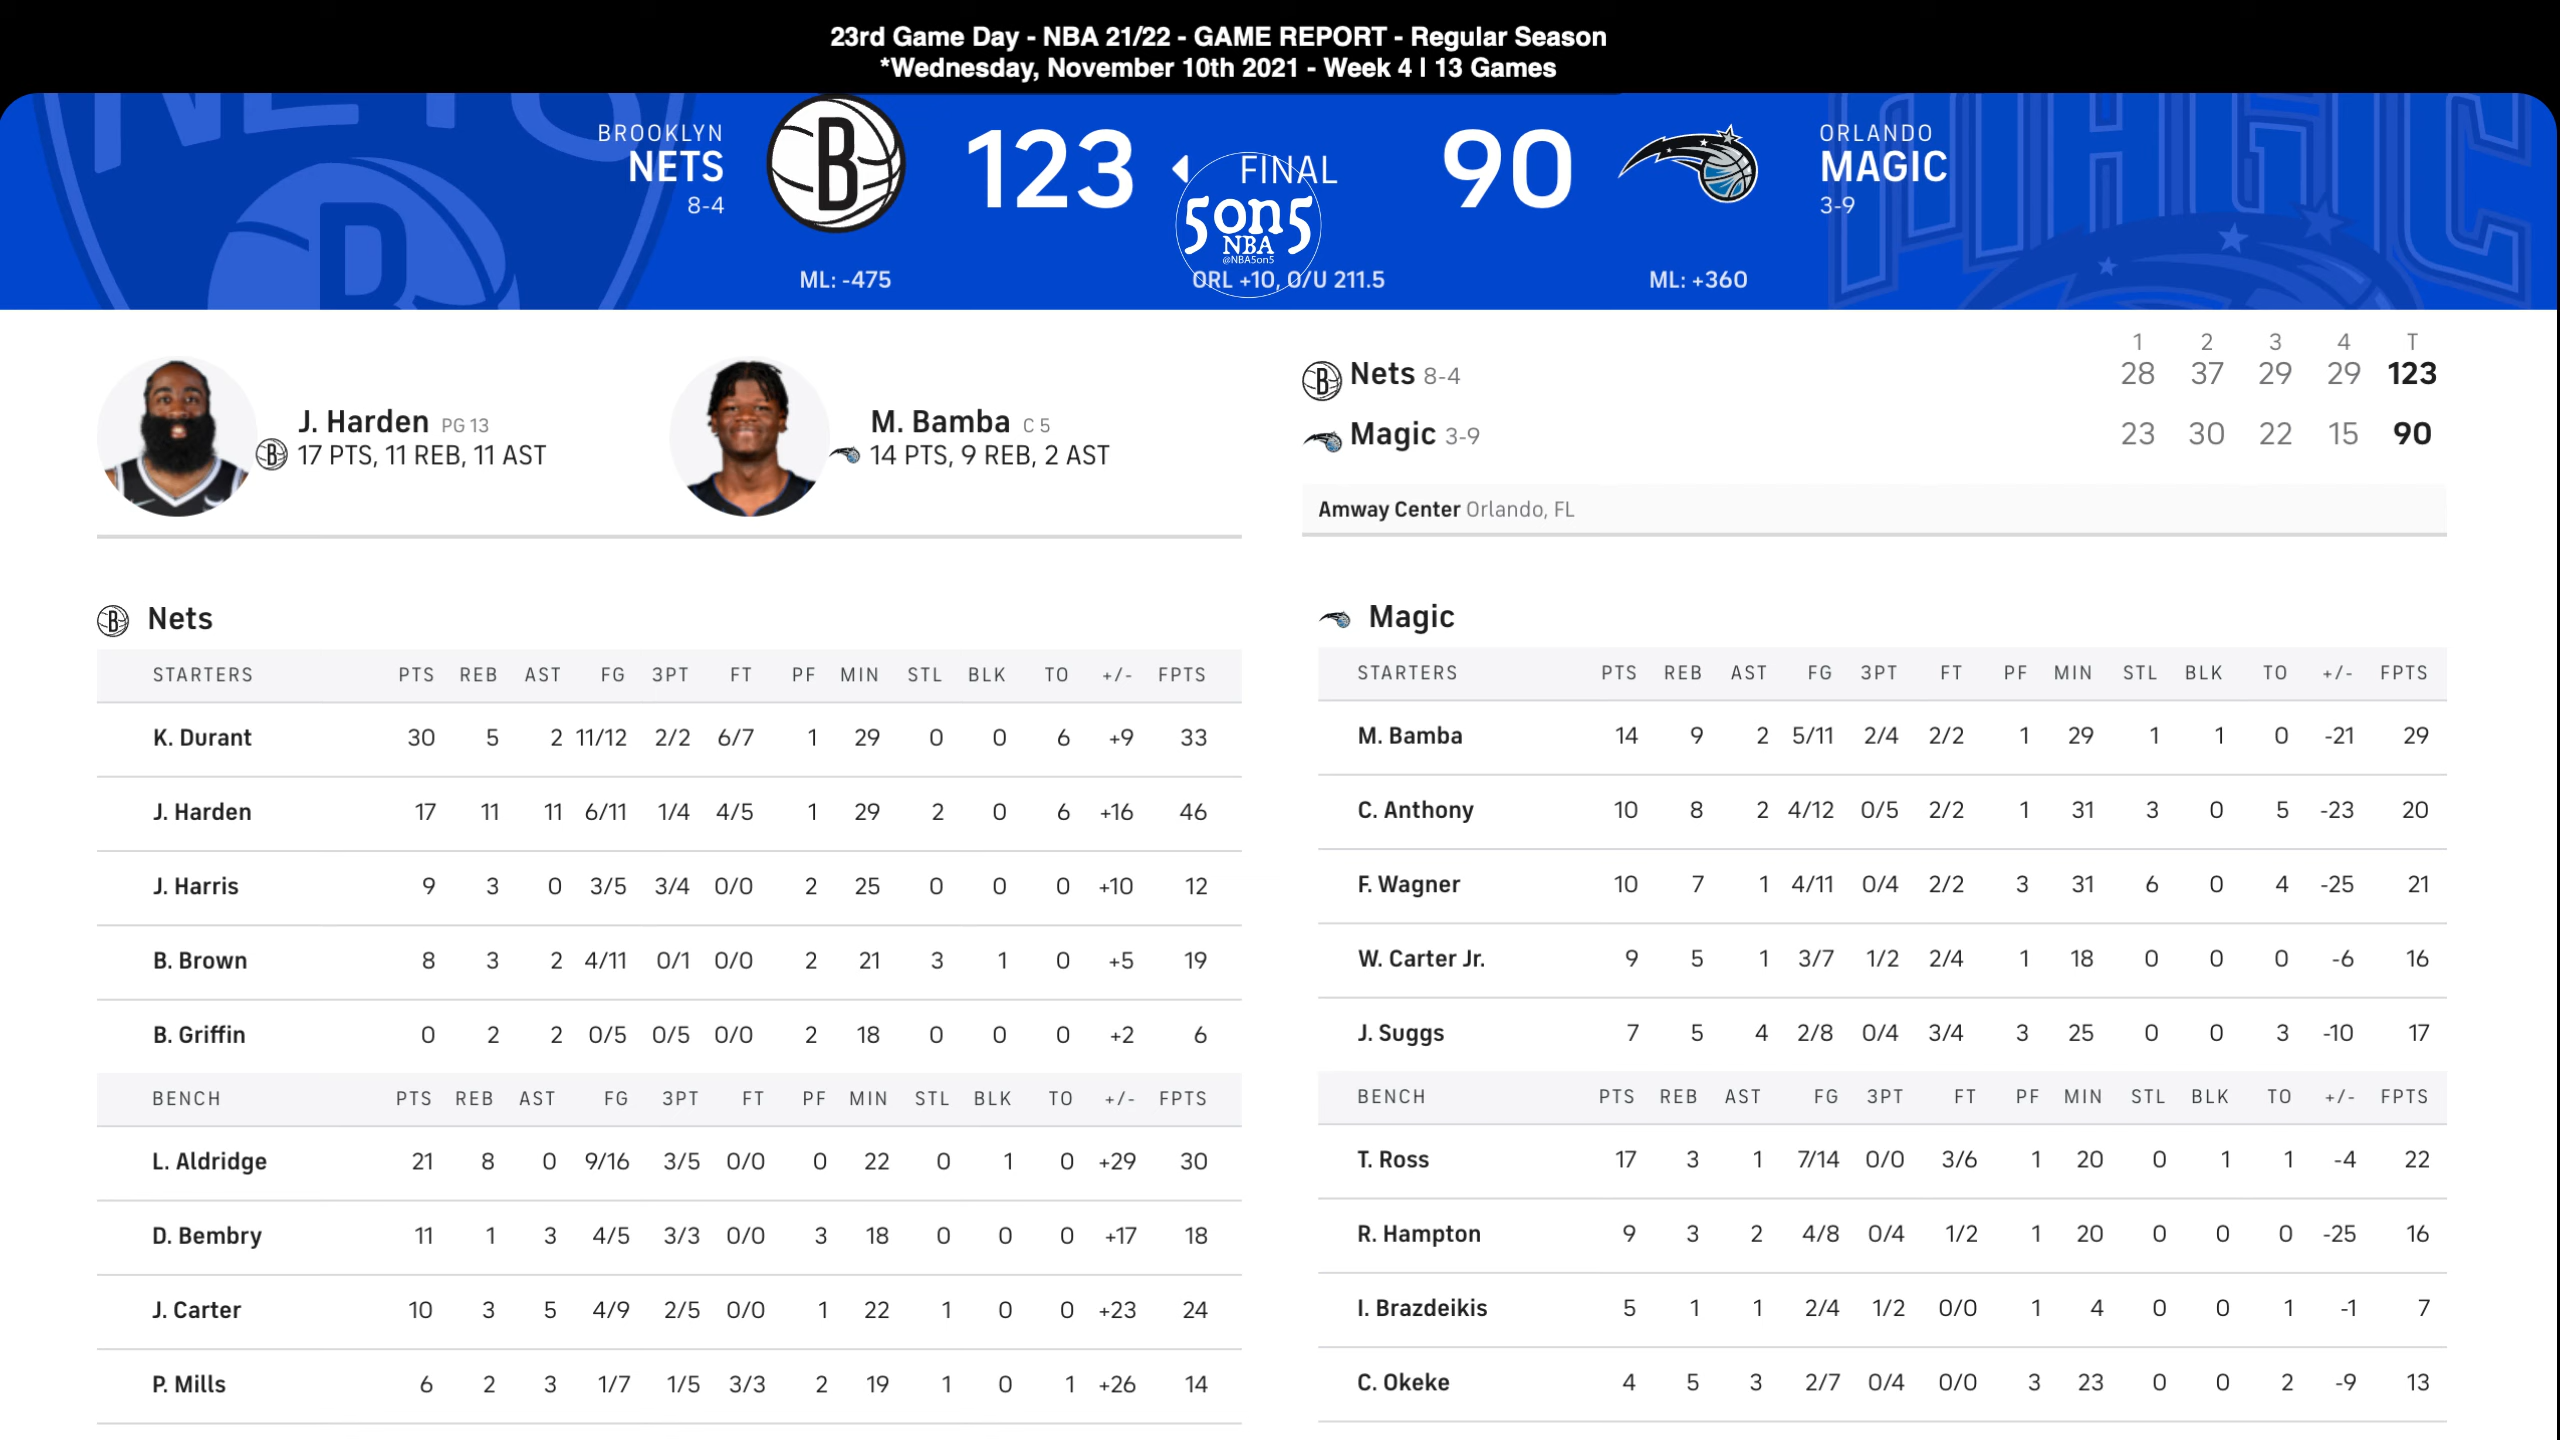 23rd Game Day - NBA 21/22 - GAME REPORT - Regular Season
*Wednesday, November 10th 2021 - Week 4 | 13 Games
NETS
B
MAGIC
BROOKLYN
NETS
8-4
B
123
FINAL
90
ORLANDO
MAGIC
3-9
5on5
NBA
@NBA5on5
ML: -475
ORL +10, O/U 211.5
ML: +360
J. Harden PG 13
B 17 PTS, 11 REB, 11 AST
M. Bamba C 5
14 PTS, 9 REB, 2 AST
1 2 3 4 T
B Nets 8-4 28 37 29 29 123
Magic 3-9 23 30 22 15 90
Amway Center Orlando, FL
B Nets
STARTERS PTS REB AST FG 3PT FT PF MIN STL BLK TO +/- FPTS
K. Durant 30 5 2 11/12 2/2 6/7 1 29 0 0 6 +9 33
J. Harden 17 11 11 6/11 1/4 4/5 1 29 2 0 6 +16 46
J. Harris 9 3 0 3/5 3/4 0/0 2 25 0 0 0 +10 12
B. Brown 8 3 2 4/11 0/1 0/0 2 21 3 1 0 +5 19
B. Griffin 0 2 2 0/5 0/5 0/0 2 18 0 0 0 +2 6
BENCH PTS REB AST FG 3PT FT PF MIN STL BLK TO +/- FPTS
L. Aldridge 21 8 0 9/16 3/5 0/0 0 22 0 1 0 +29 30
D. Bembry 11 1 3 4/5 3/3 0/0 3 18 0 0 0 +17 18
J. Carter 10 3 5 4/9 2/5 0/0 1 22 1 0 0 +23 24
P. Mills 6 2 3 1/7 1/5 3/3 2 19 1 0 1 +26 14
Magic
STARTERS PTS REB AST FG 3PT FT PF MIN STL BLK TO +/- FPTS
M. Bamba 14 9 2 5/11 2/4 2/2 1 29 1 1 0 -21 29
C. Anthony 10 8 2 4/12 0/5 2/2 1 31 3 0 5 -23 20
F. Wagner 10 7 1 4/11 0/4 2/2 3 31 6 0 4 -25 21
W. Carter Jr. 9 5 1 3/7 1/2 2/4 1 18 0 0 0 -6 16
J. Suggs 7 5 4 2/8 0/4 3/4 3 25 0 0 3 -10 17
BENCH PTS REB AST FG 3PT FT PF MIN STL BLK TO +/- FPTS
T. Ross 17 3 1 7/14 0/0 3/6 1 20 0 1 1 -4 22
R. Hampton 9 3 2 4/8 0/4 1/2 1 20 0 0 0 -25 16
I. Brazdeikis 5 1 1 2/4 1/2 0/0 1 4 0 0 1 -1 7
C. Okeke 4 5 3 2/7 0/4 0/0 3 23 0 0 2 -9 13